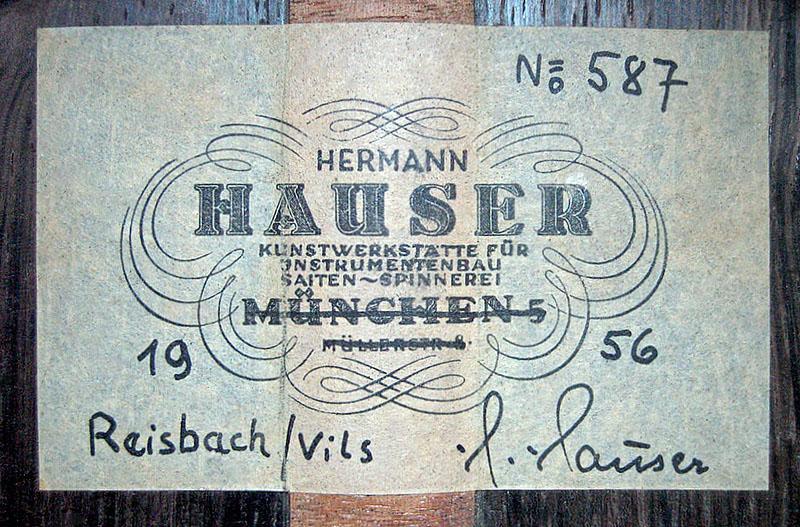 No 587
HERMANN
HAUSER
KUNSTWERKSTÄTTE FÜR
INSTRUMENTENBAU
SAITEN~SPINNEREI
MÜNCHEN 5
MÜLLERSTR. 8.
19 56
Reisbach/Vils
H. Hauser